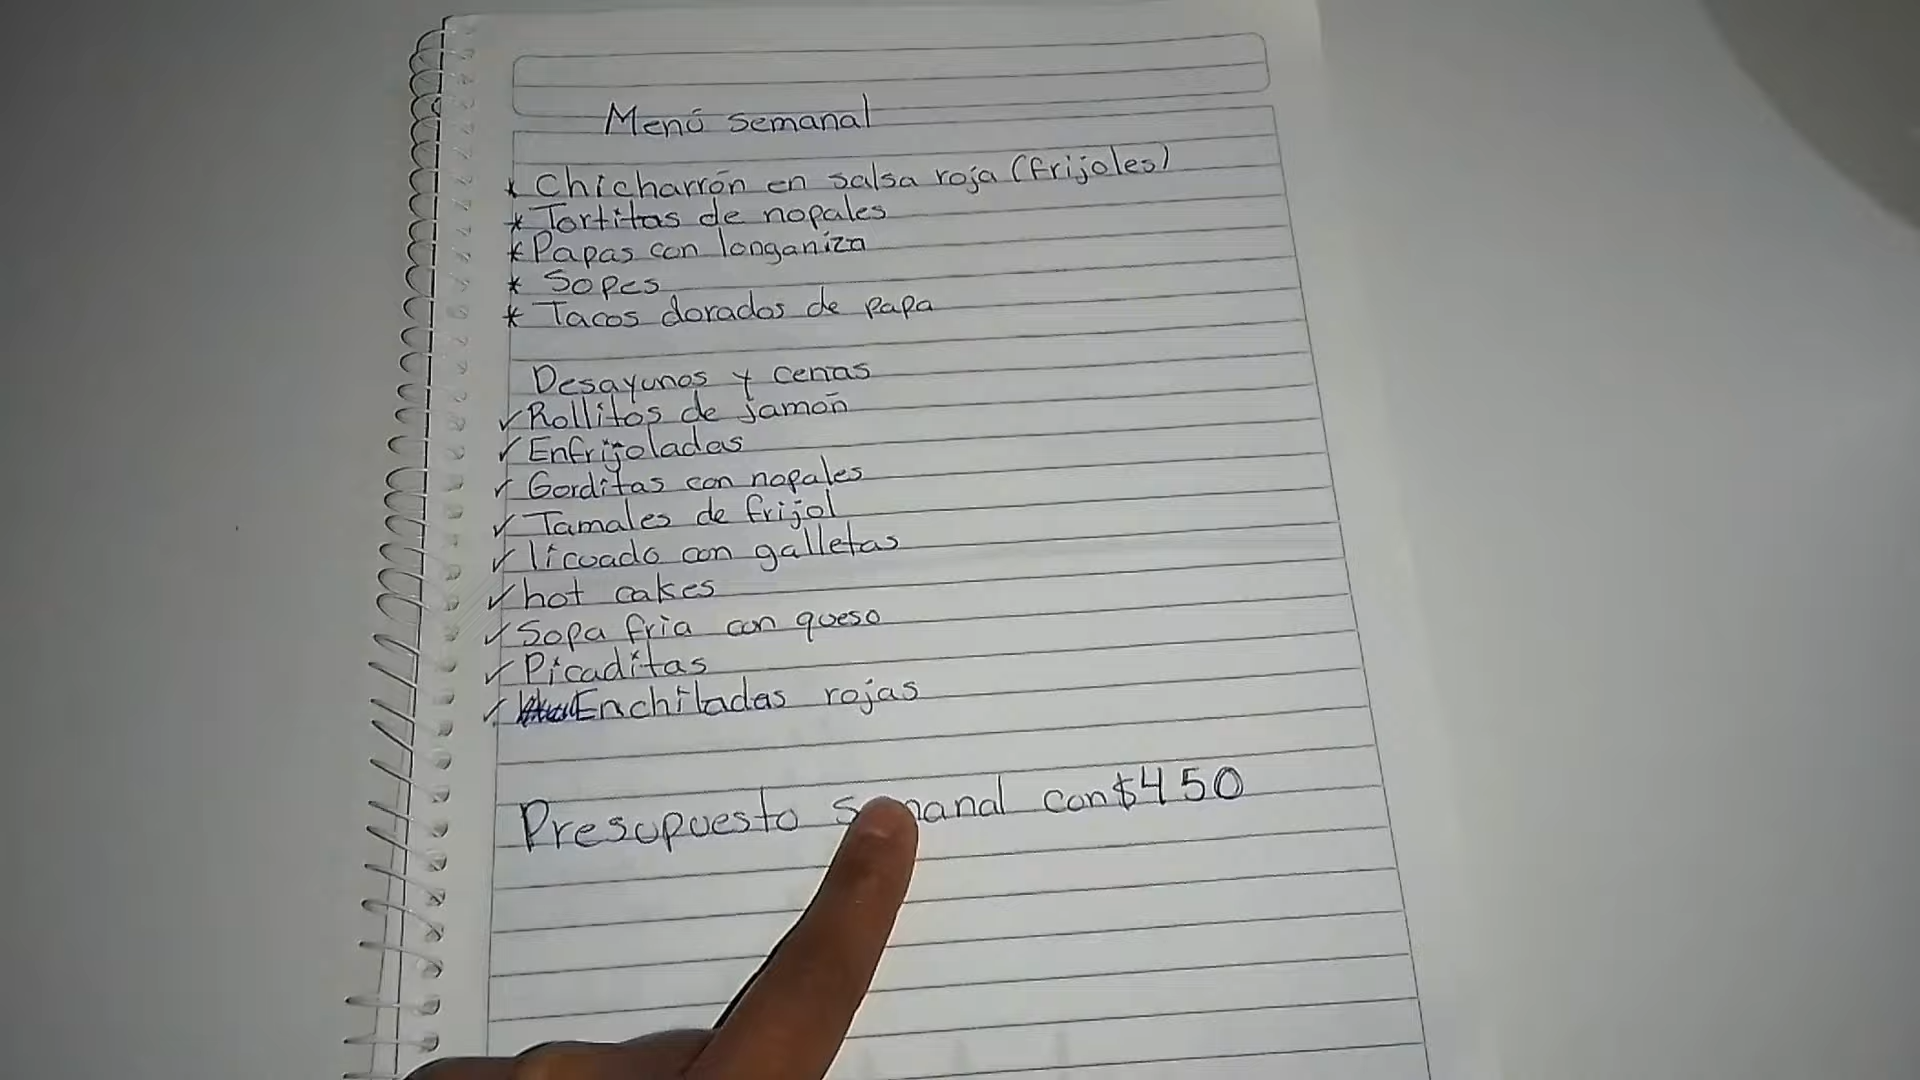 Menú semanal
* Chicharrón en salsa roja (frijoles)
* Tortitas de nopales
* Papas con longaniza
* Sopes
* Tacos dorados de papa
Desayunos y cenas
✓ Rollitos de jamón
✓ Enfrijoladas
✓ Gorditas con nopales
✓ Tamales de frijol
✓ licuado con galletas
✓ hot cakes
✓ Sopa fria con queso
✓ Picaditas
✓ Enchiladas rojas
Presupuesto con $450